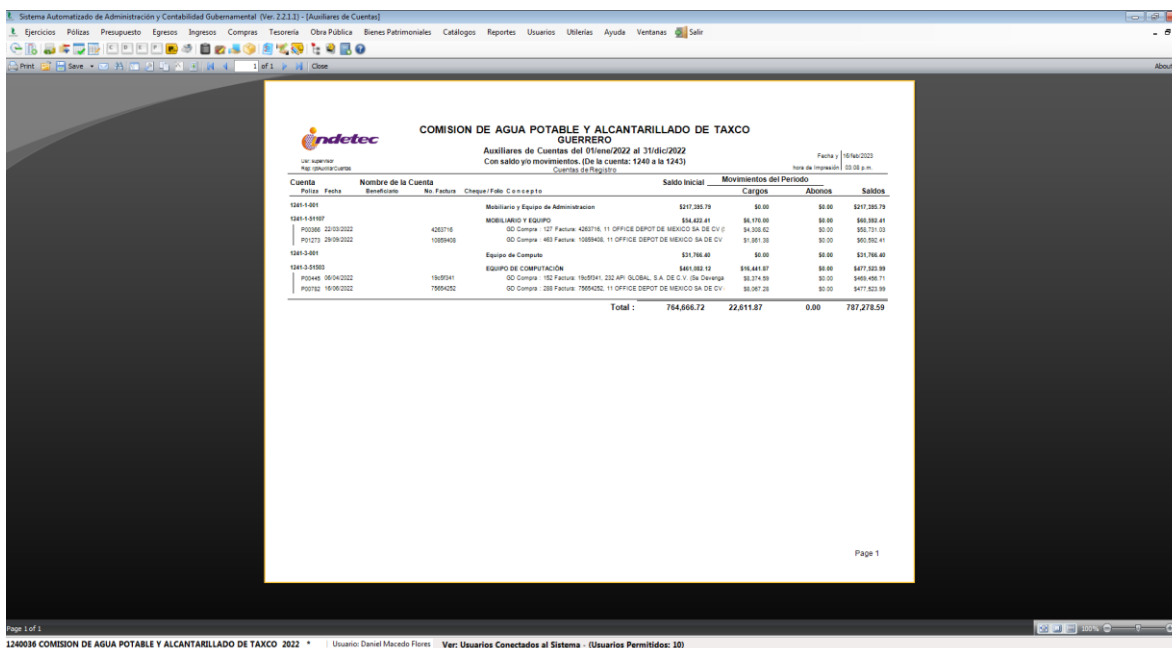 Sistema Automatizado de Administración y Contabilidad Gubernamental (Ver. 2.2.1.1) - [Auxiliares de Cuentas]
Ejercicios Pólizas Presupuesto Egresos Ingresos Compras Tesorería Obra Pública Bienes Patrimoniales Catálogos Reportes Usuarios Utilerias Ayuda Ventanas Salir
Print Save 1 of 1 Close About
indetec
COMISION DE AGUA POTABLE Y ALCANTARILLADO DE TAXCO
GUERRERO
Auxiliares de Cuentas del 01/ene/2022 al 31/dic/2022
Con saldo y/o movimientos. (De la cuenta: 1240 a la 1243)
Cuentas de Registro
Usr: supervisor
Rep: rptAuxiliarCuentas
Fecha y 16/feb/2023
hora de Impresión 03:08 p.m.
Cuenta Nombre de la Cuenta Saldo Inicial Movimientos del Periodo
Poliza Fecha Beneficiario No. Factura Cheque / Folio Concepto Cargos Abonos Saldos
1241-1-001 Mobiliario y Equipo de Administracion $217,395.79 $0.00 $0.00 $217,395.79
1241-1-51107 MOBILIARIO Y EQUIPO $54,422.41 $6,170.00 $0.00 $60,592.41
P00366 22/03/2022 4263716 GD Compra : 127 Factura: 4263716, 11 OFFICE DEPOT DE MEXICO SA DE CV $4,308.62 $0.00 $58,731.03
P01273 29/09/2022 10859408 GD Compra : 463 Factura: 10859408, 11 OFFICE DEPOT DE MEXICO SA DE CV $1,861.38 $0.00 $60,592.41
1241-3-001 Equipo de Computo $31,766.40 $0.00 $0.00 $31,766.40
1241-3-51503 EQUIPO DE COMPUTACIÓN $461,082.12 $16,441.87 $0.00 $477,523.99
P00445 06/04/2022 19c5f341 GD Compra : 152 Factura: 19c5f341, 232 API GLOBAL, S.A. DE C.V. (Se Devenga $8,374.59 $0.00 $469,456.71
P00782 16/06/2022 75654252 GD Compra : 288 Factura: 75654252, 11 OFFICE DEPOT DE MEXICO SA DE CV $8,067.28 $0.00 $477,523.99
Total : 764,666.72 22,611.87 0.00 787,278.59
Page 1
Page 1 of 1 100%
1240036 COMISION DE AGUA POTABLE Y ALCANTARILLADO DE TAXCO 2022 * Usuario: Daniel Macedo Flores Ver: Usuarios Conectados al Sistema - (Usuarios Permitidos: 10)